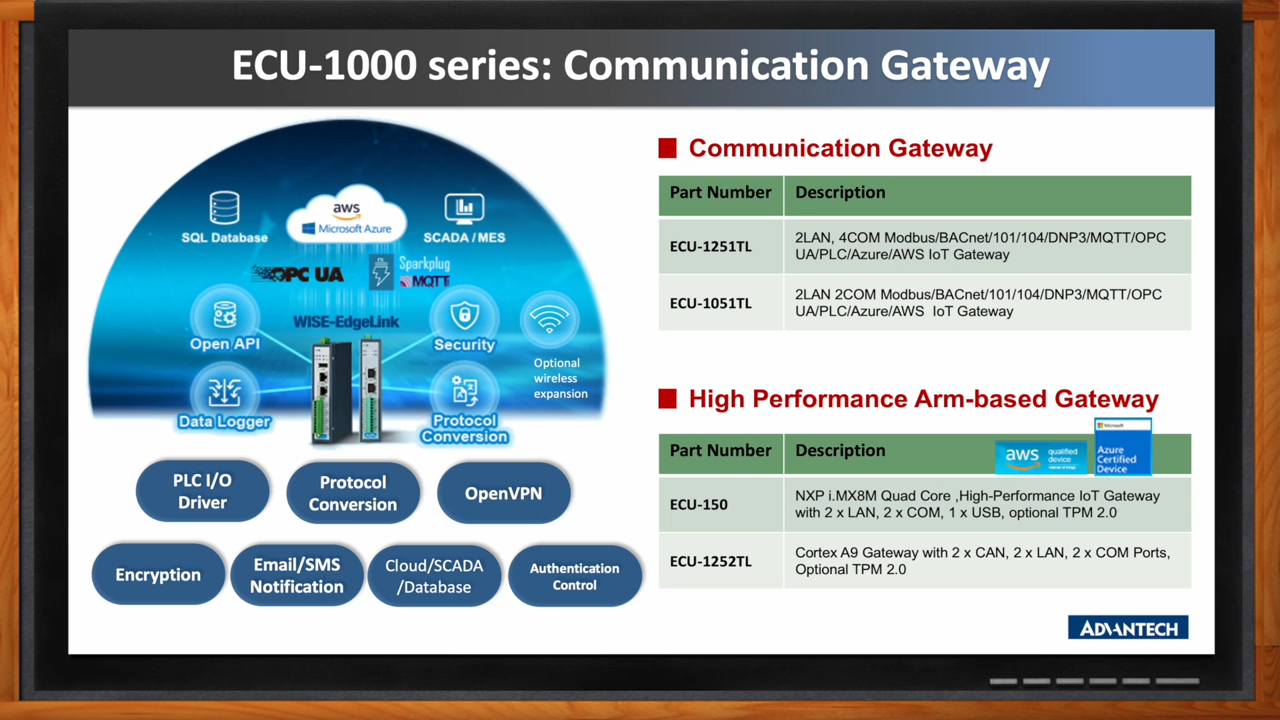 ECU-1000 series: Communication Gateway
SQL Database
aws
Microsoft Azure
SCADA / MES
OPC UA
Sparkplug
MQTT
Open API
WISE-EdgeLink
Security
Optional
wireless
expansion
Data Logger
Protocol
Conversion
PLC I/O
Driver
Protocol
Conversion
OpenVPN
Encryption
Email/SMS
Notification
Cloud/SCADA
/Database
Authentication
Control
Communication Gateway
Part Number Description
ECU-1251TL
2LAN, 4COM Modbus/BACnet/101/104/DNP3/MQTT/OPC
UA/PLC/Azure/AWS IoT Gateway
ECU-1051TL
2LAN 2COM Modbus/BACnet/101/104/DNP3/MQTT/OPC
UA/PLC/Azure/AWS IoT Gateway
High Performance Arm-based Gateway
Part Number Description
aws
qualified
device
Microsoft
Azure
Certified
Device
ECU-150
NXP i.MX8M Quad Core ,High-Performance IoT Gateway
with 2 x LAN, 2 x COM, 1 x USB, optional TPM 2.0
ECU-1252TL
Cortex A9 Gateway with 2 x CAN, 2 x LAN, 2 x COM Ports,
Optional TPM 2.0
ADVANTECH